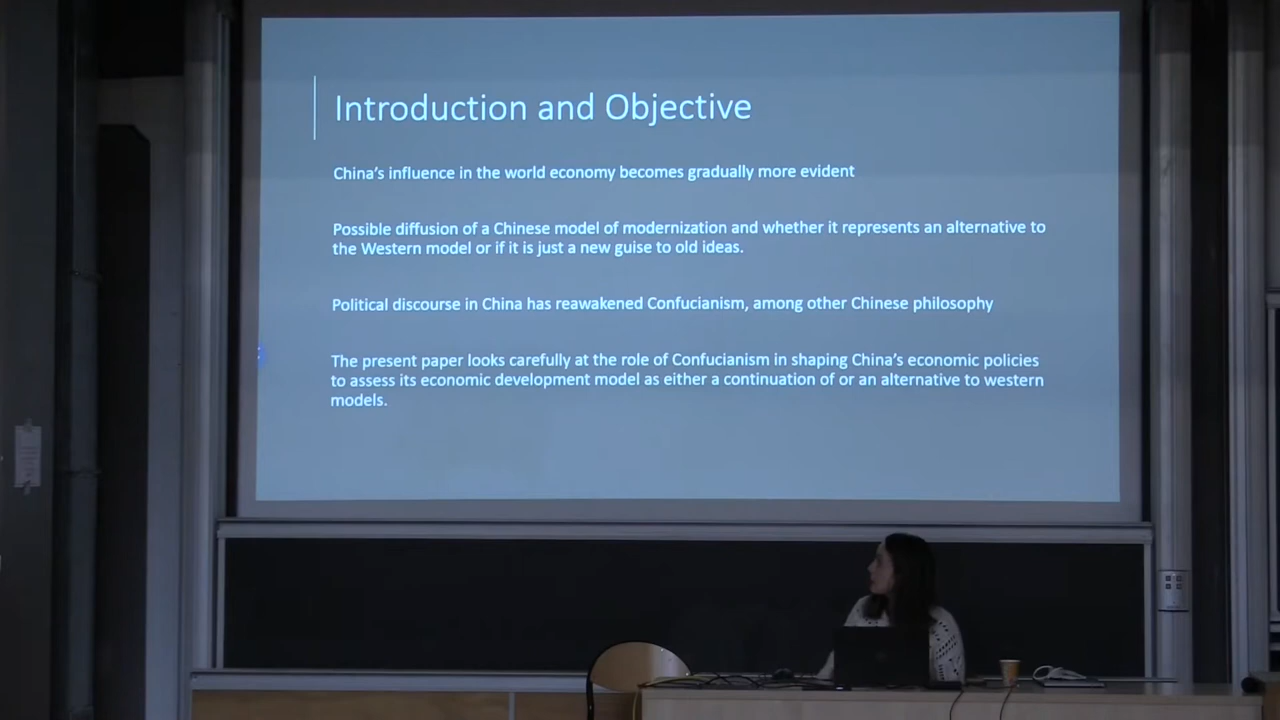 Introduction and Objective
China's influence in the world economy becomes gradually more evident
Possible diffusion of a Chinese model of modernization and whether it represents an alternative to
the Western model or if it is just a new guise to old ideas.
Political discourse in China has reawakened Confucianism, among other Chinese philosophy
The present paper looks carefully at the role of Confucianism in shaping China's economic policies
to assess its economic development model as either a continuation of or an alternative to western
models.